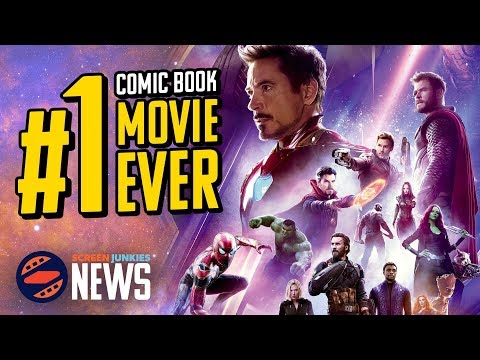 #1
COMIC BOOK
MOVIE
EVER
SCREEN JUNKIES
NEWS